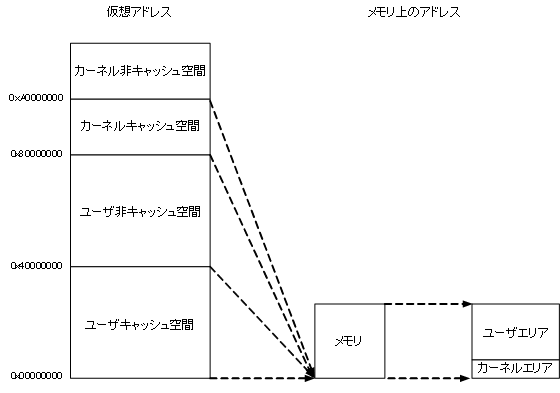 仮想アドレス
メモリ上のアドレス
カーネル非キャッシュ空間
0xA0000000
カーネルキャッシュ空間
0x80000000
ユーザ非キャッシュ空間
0x40000000
ユーザキャッシュ空間
メモリ
ユーザエリア
カーネルエリア
0x00000000